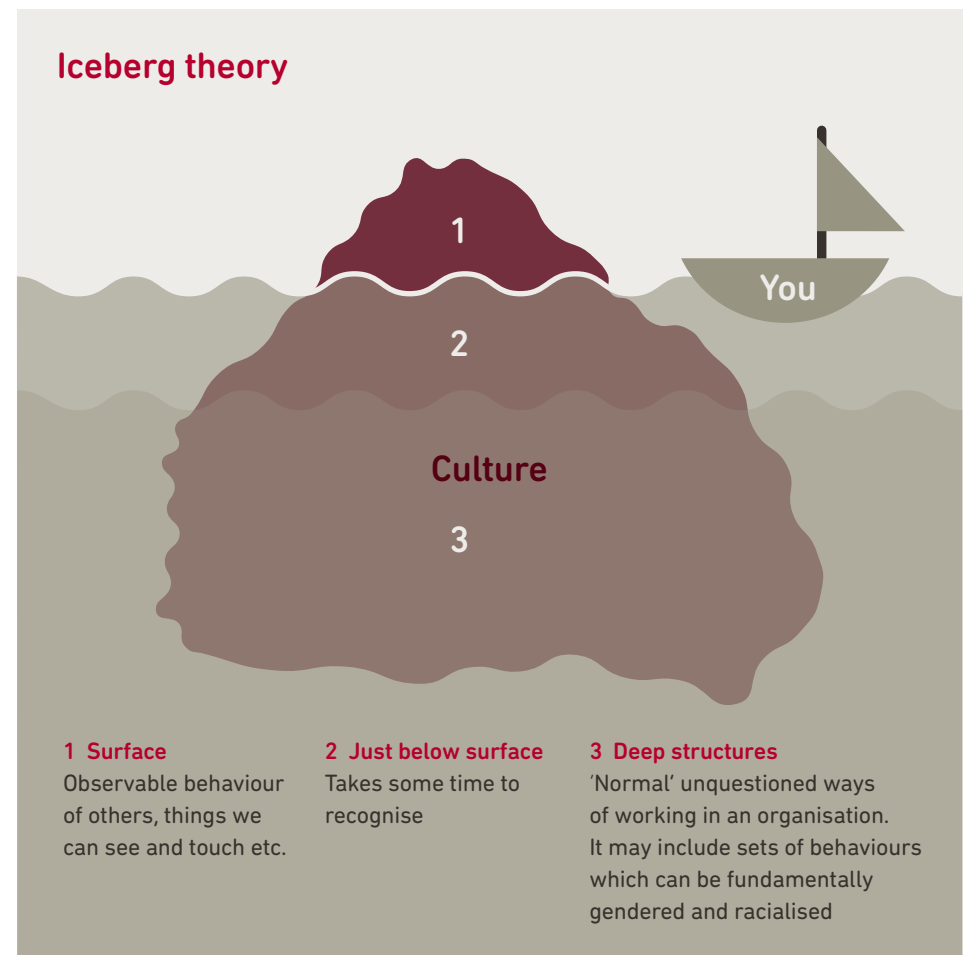 Iceberg theory
1
You
2
Culture
3
1 Surface
Observable behaviour
of others, things we
can see and touch etc.
2 Just below surface
Takes some time to
recognise
3 Deep structures
‘Normal’ unquestioned ways
of working in an organisation.
It may include sets of behaviours
which can be fundamentally
gendered and racialised